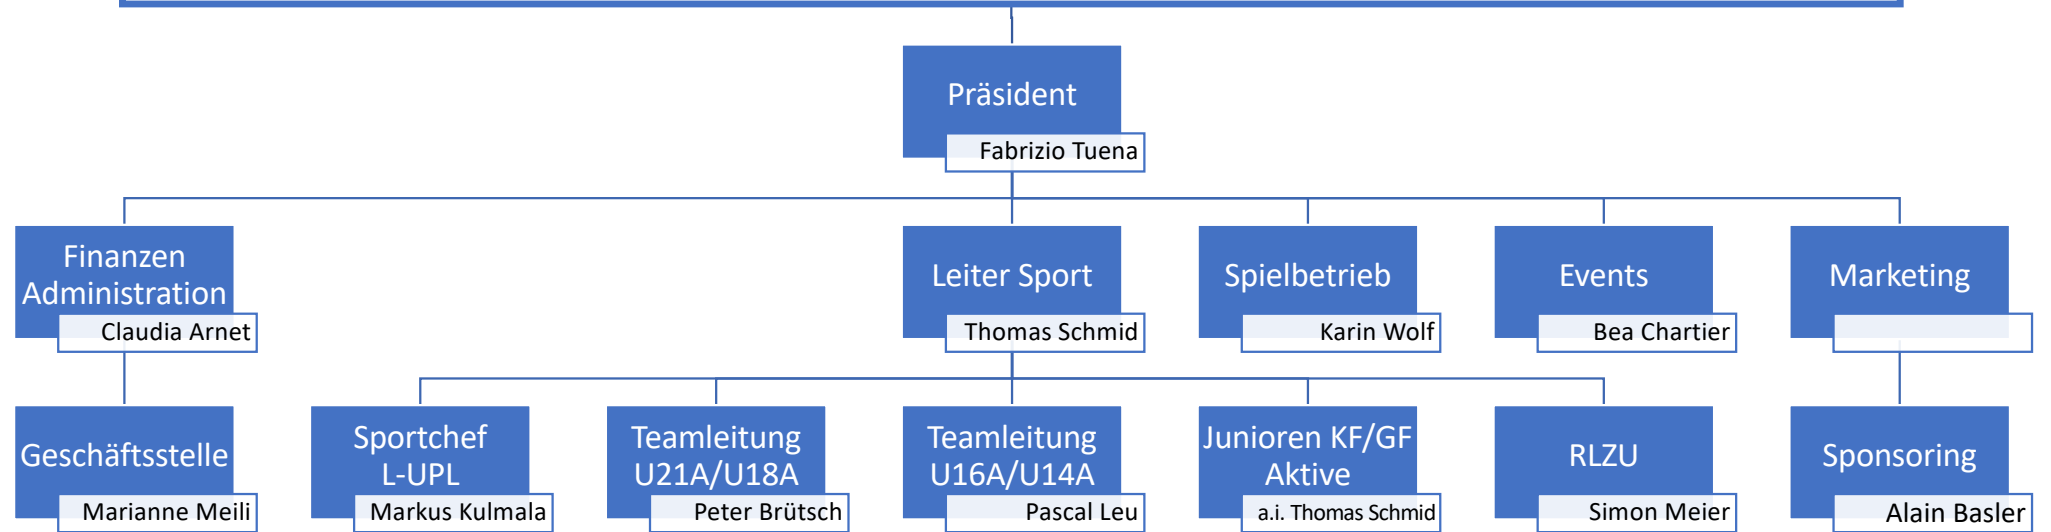 Präsident
Fabrizio Tuena
Finanzen
Administration
Claudia Arnet
Leiter Sport
Thomas Schmid
Spielbetrieb
Karin Wolf
Events
Bea Chartier
Marketing
Geschäftsstelle
Marianne Meili
Sportchef
L-UPL
Markus Kulmala
Teamleitung
U21A/U18A
Peter Brütsch
Teamleitung
U16A/U14A
Pascal Leu
Junioren KF/GF
Aktive
a.i. Thomas Schmid
RLZU
Simon Meier
Sponsoring
Alain Basler